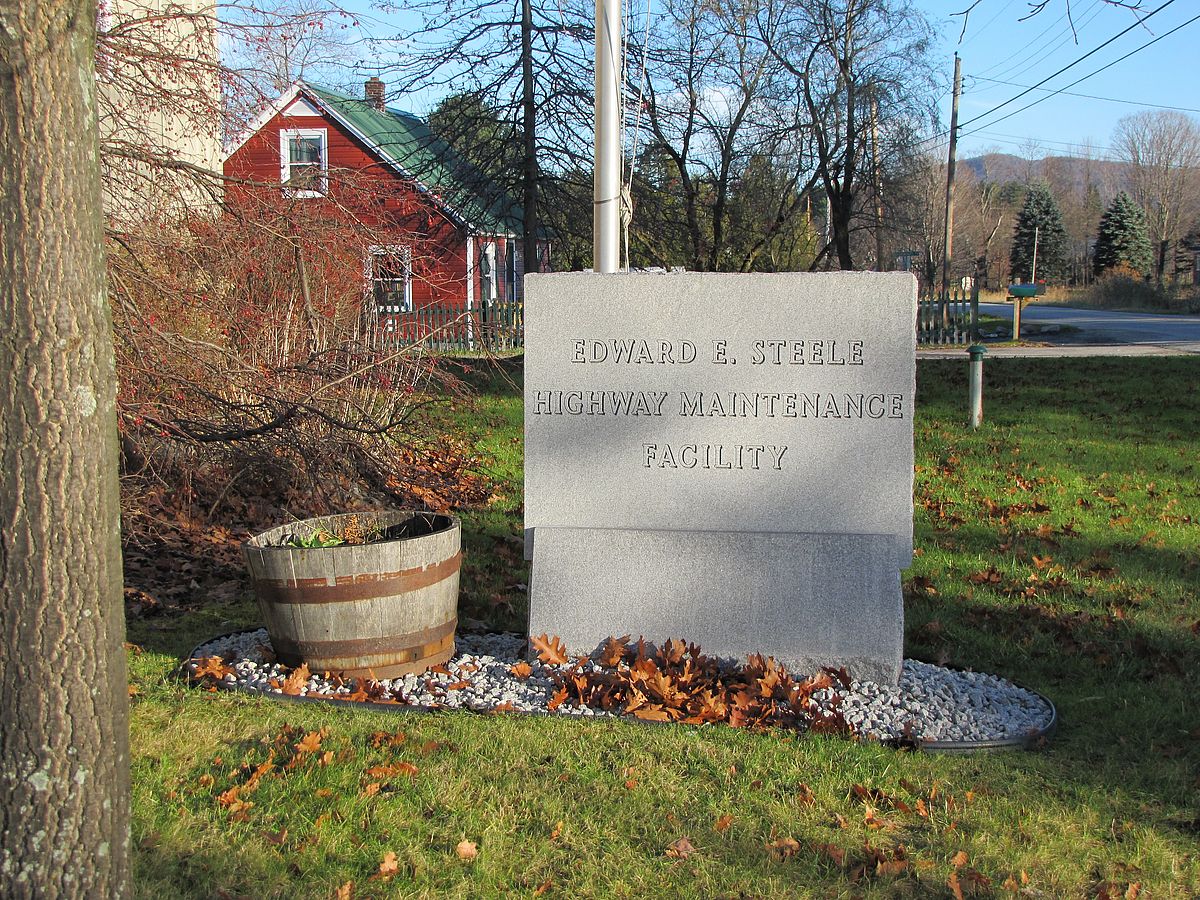 EDWARD E. STEELE
HIGHWAY MAINTENANCE
FACILITY